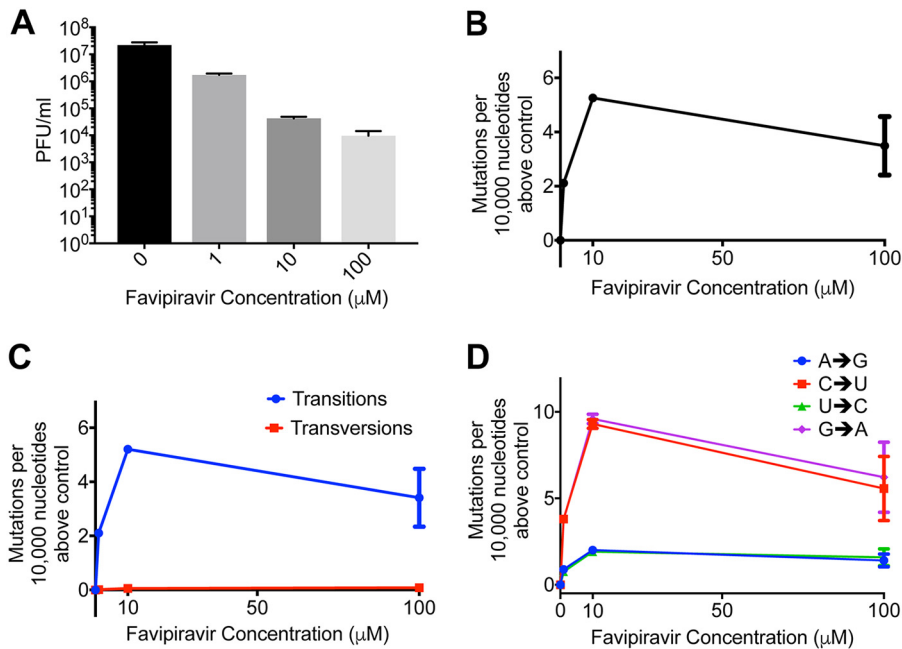 A
PFU/ml
10⁸
10⁷
10⁶
10⁵
10⁴
10³
10²
10¹
10⁰
0
1
10
100
Favipiravir Concentration (μM)
B
Mutations per
10,000 nucleotides
above control
6
4
2
0
10
50
100
Favipiravir Concentration (μM)
C
Transitions
Transversions
Mutations per
10,000 nucleotides
above control
6
4
2
0
10
50
100
Favipiravir Concentration (μM)
D
A➔G
C➔U
U➔C
G➔A
Mutations per
10,000 nucleotides
above control
10
5
0
0
10
50
100
Favipiravir Concentration (μM)